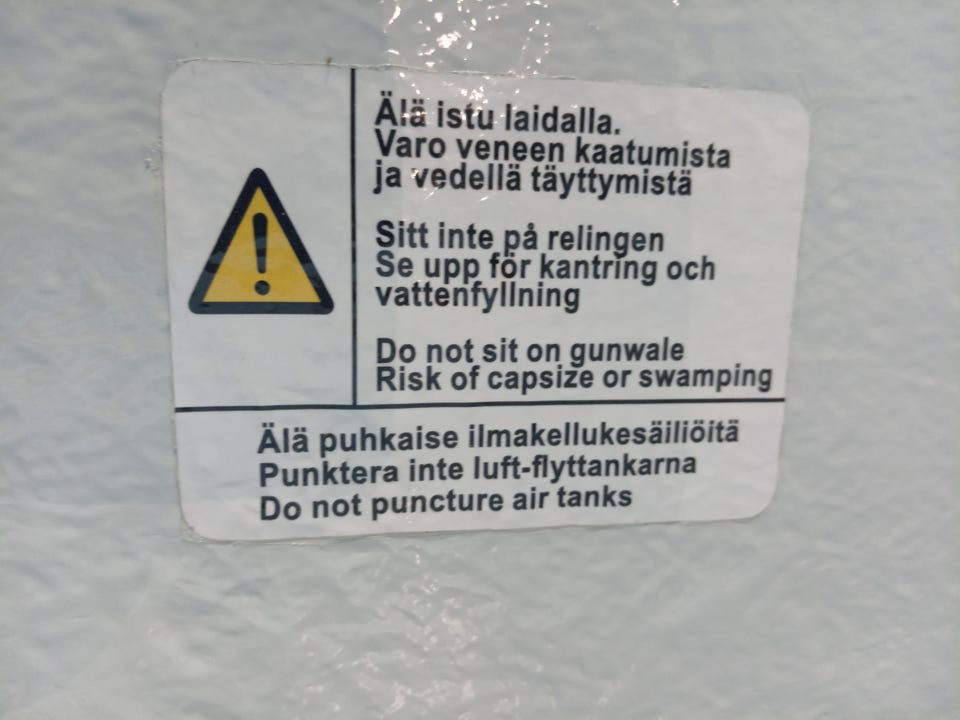 Älä istu laidalla.
Varo veneen kaatumista
ja vedellä täyttymistä
Sitt inte på relingen
Se upp för kantring och
vattenfyllning
Do not sit on gunwale
Risk of capsize or swamping
Älä puhkaise ilmakellukesäiliöitä
Punktera inte luft-flyttankarna
Do not puncture air tanks